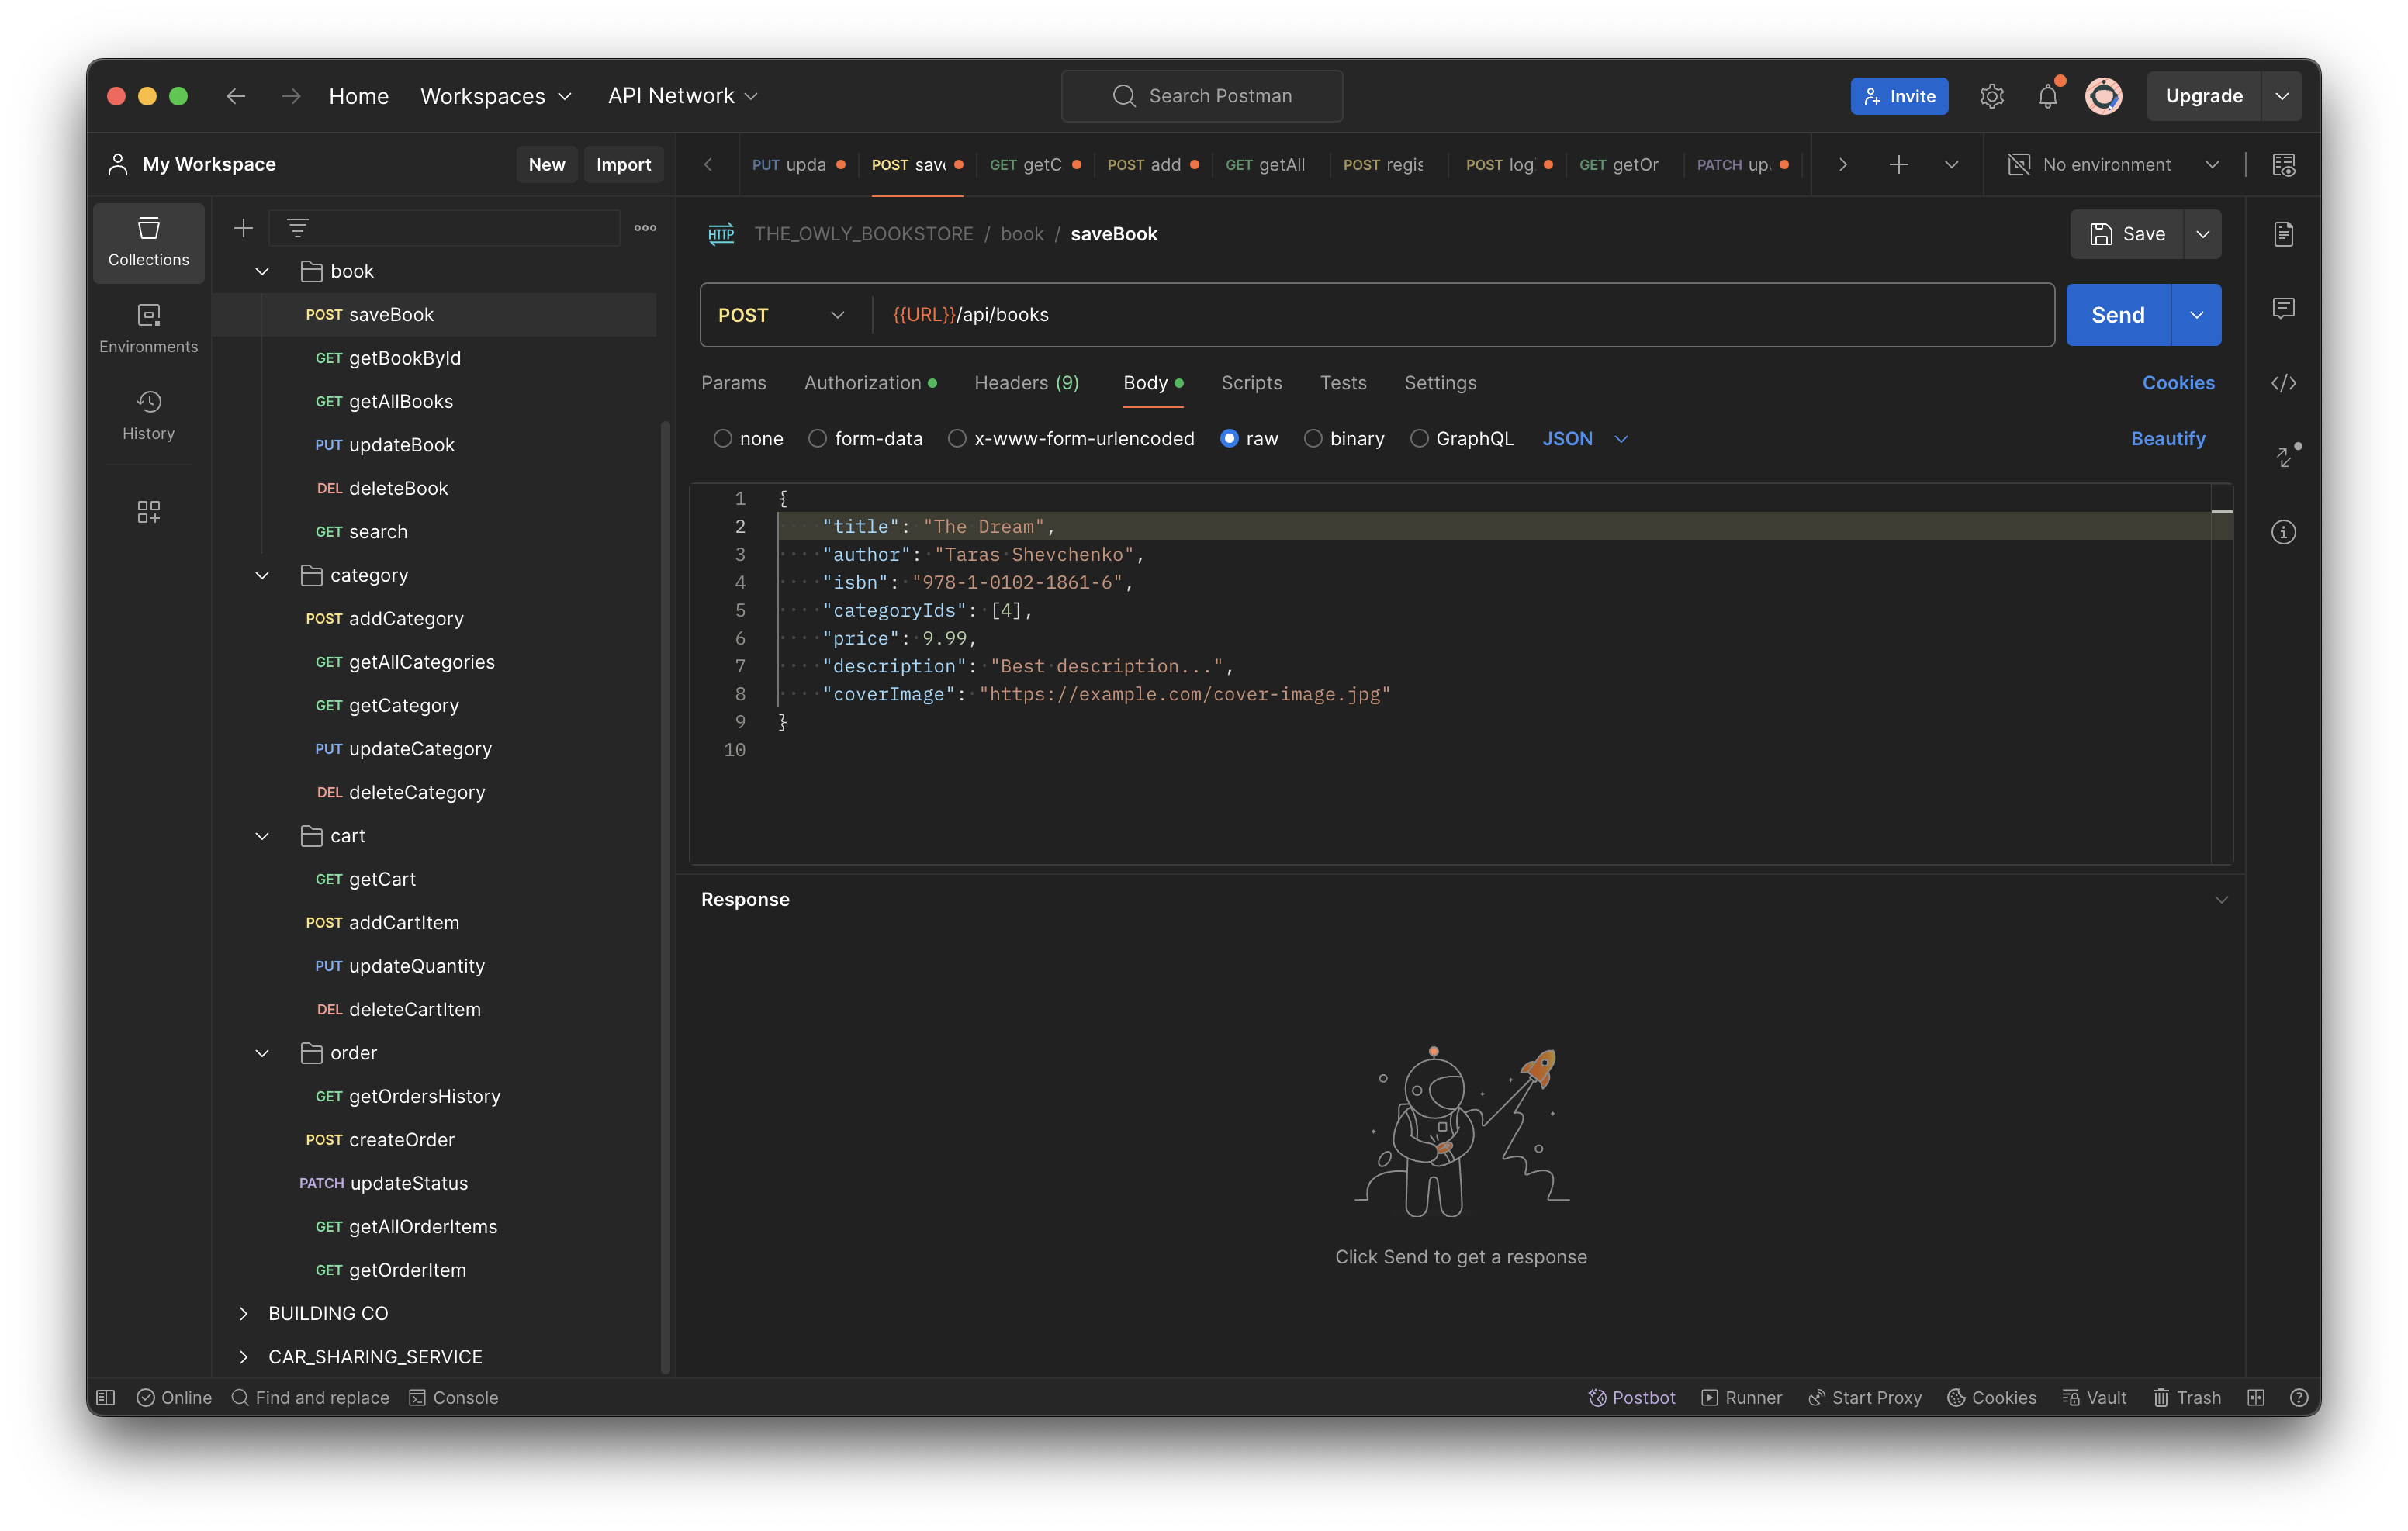 Home Workspaces API Network Search Postman Invite Upgrade
My Workspace New Import
PUT upda POST save GET getC POST add GET getAll POST regis POST log GET getOr PATCH up No environment
Collections
Environments
History
book
POST saveBook
GET getBookById
GET getAllBooks
PUT updateBook
DEL deleteBook
GET search
category
POST addCategory
GET getAllCategories
GET getCategory
PUT updateCategory
DEL deleteCategory
cart
GET getCart
POST addCartItem
PUT updateQuantity
DEL deleteCartItem
order
GET getOrdersHistory
POST createOrder
PATCH updateStatus
GET getAllOrderItems
GET getOrderItem
BUILDING CO
CAR_SHARING_SERVICE
HTTP THE_OWLY_BOOKSTORE / book / saveBook Save
POST {{URL}}/api/books Send
Params Authorization Headers (9) Body Scripts Tests Settings Cookies
none form-data x-www-form-urlencoded raw binary GraphQL JSON Beautify
1 {
2 "title": "The Dream",
3 "author": "Taras Shevchenko",
4 "isbn": "978-1-0102-1861-6",
5 "categoryIds": [4],
6 "price": 9.99,
7 "description": "Best description...",
8 "coverImage": "https://example.com/cover-image.jpg"
9 }
10
Response
Click Send to get a response
Online Find and replace Console Postbot Runner Start Proxy Cookies Vault Trash